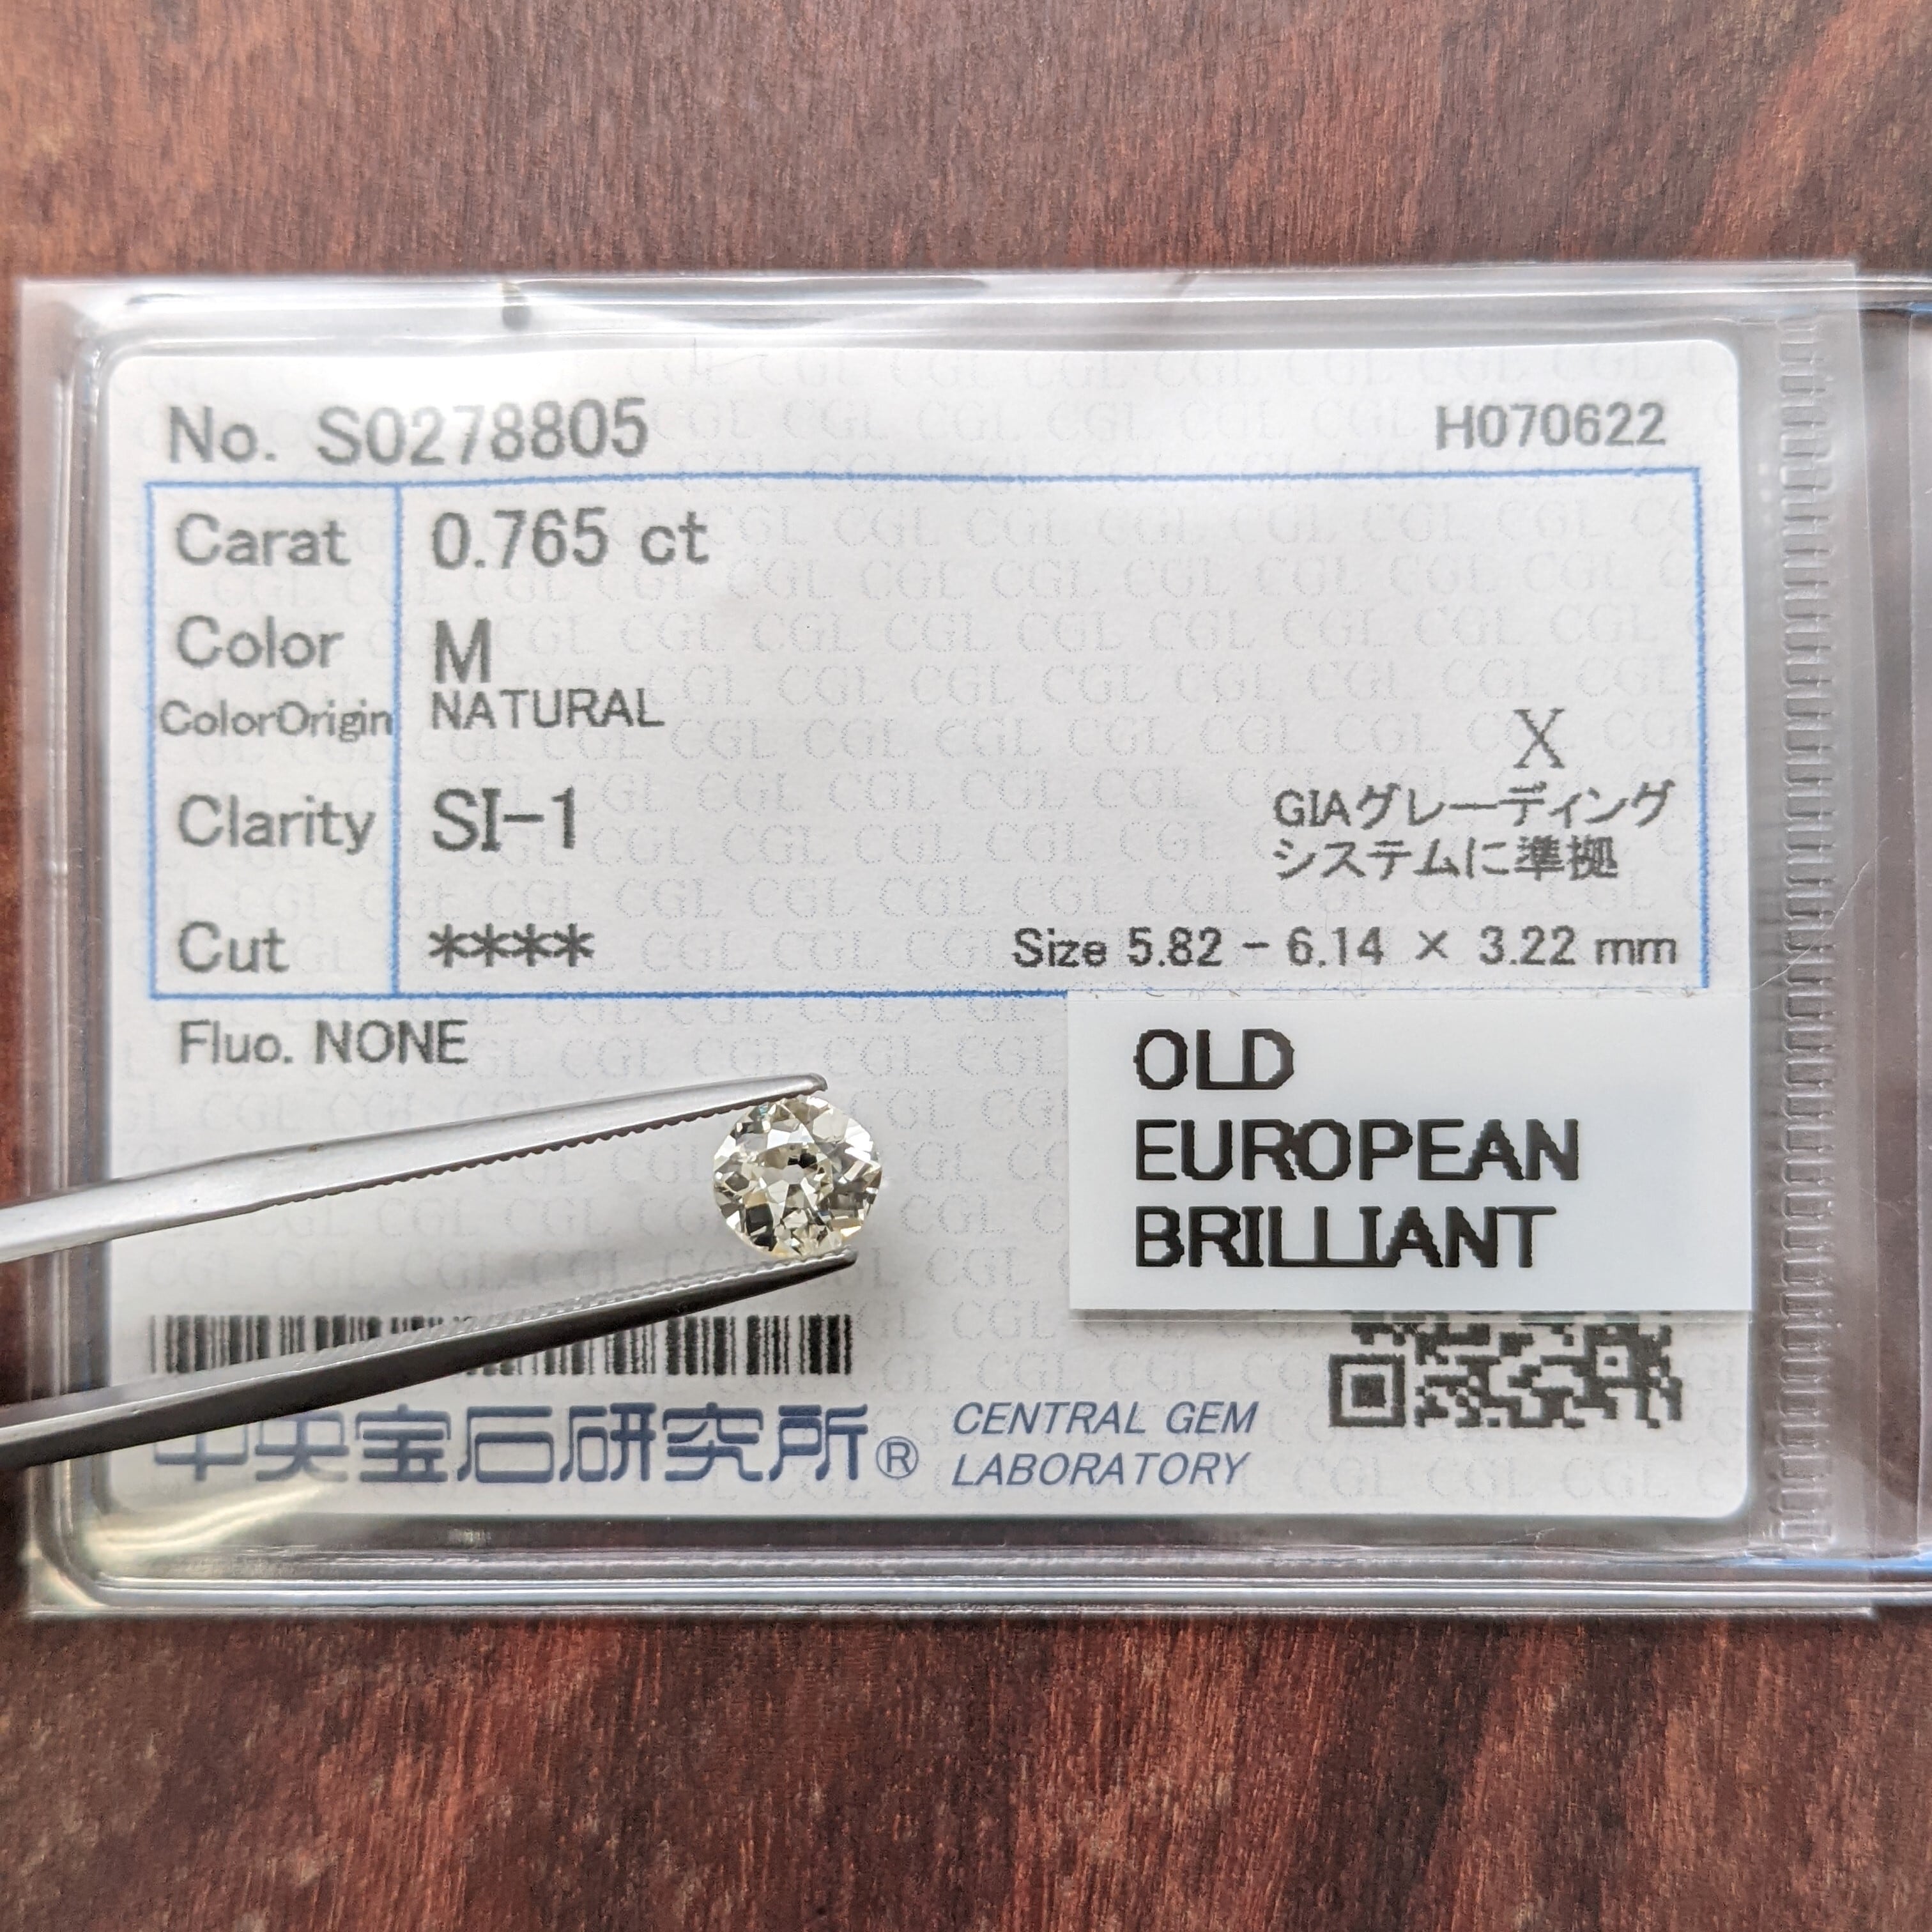 No. S0278805
H070622
Carat 0.765 ct
Color M
ColorOrigin NATURAL
X
Clarity SI-1
GIAグレーディング
システムに準拠
Cut ****
Size 5.82 - 6.14 × 3.22 mm
Fluo. NONE
OLD
EUROPEAN
BRILLIANT
中央宝石研究所®
CENTRAL GEM
LABORATORY